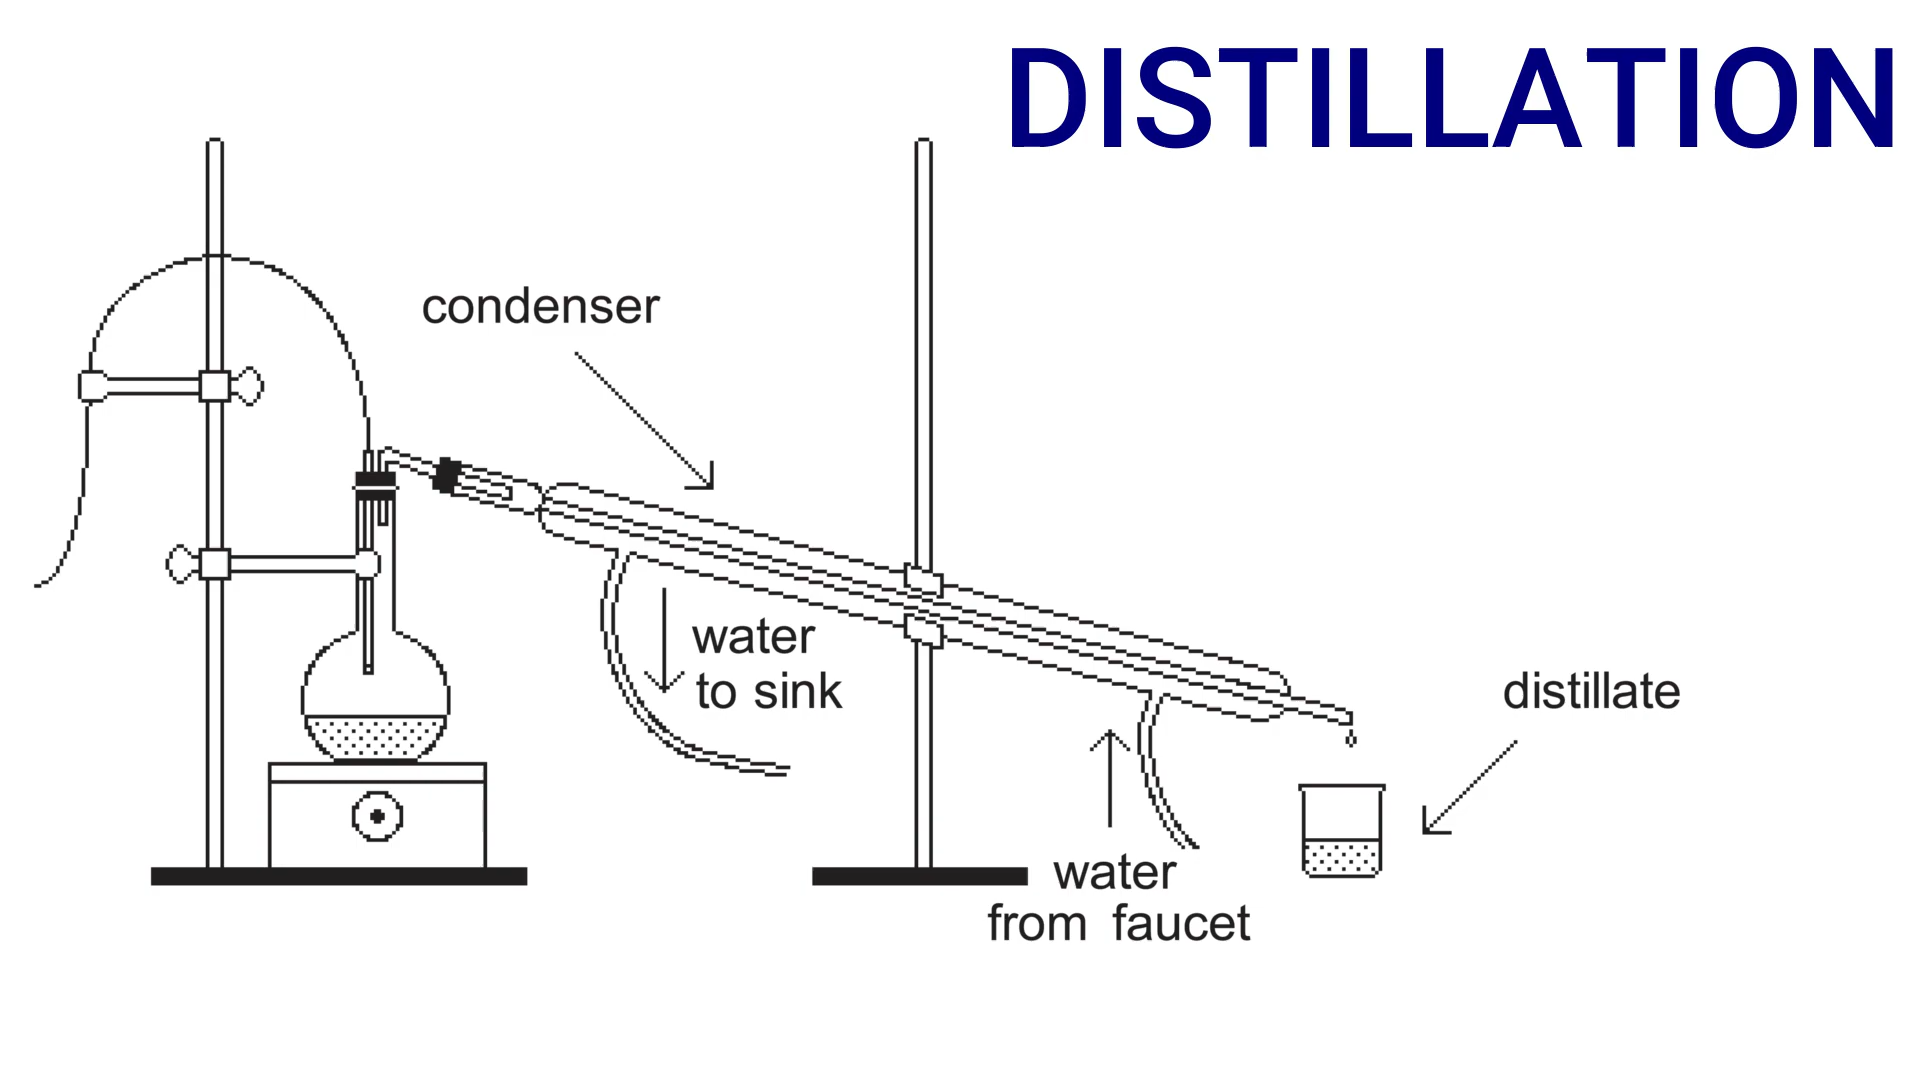 DISTILLATION
condenser
water
to sink
distillate
water
from faucet